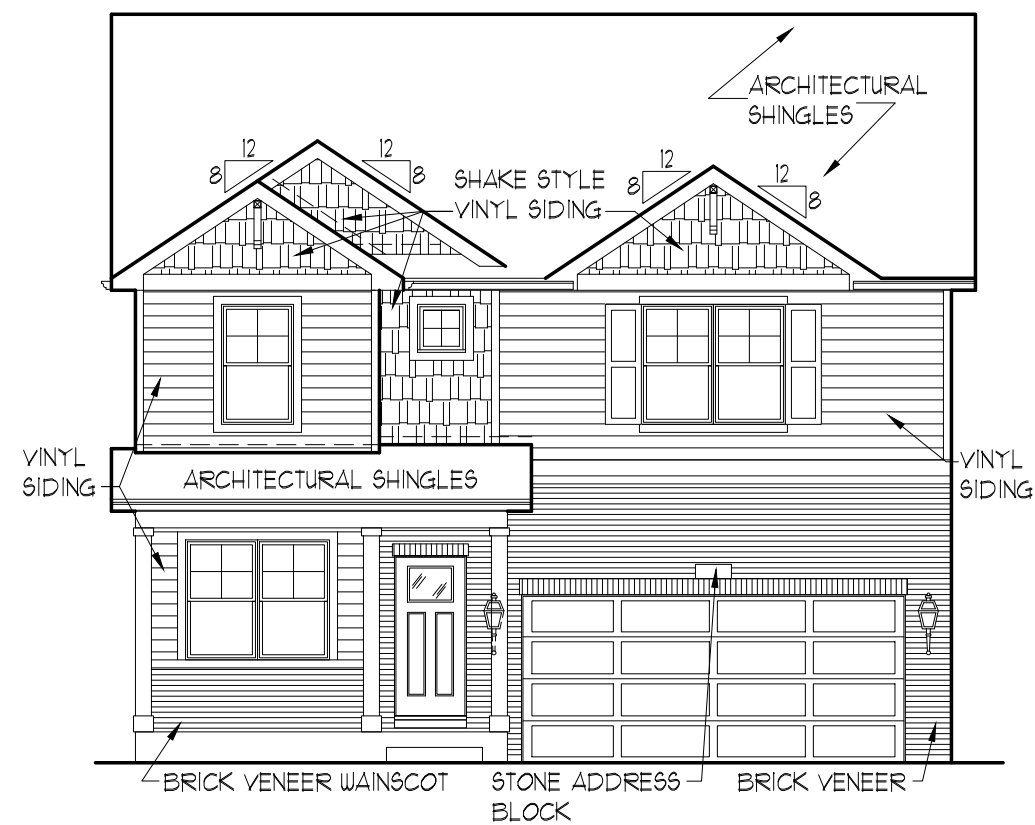 ARCHITECTURAL
SHINGLES
12
8
12
8
SHAKE STYLE
VINYL SIDING
12
8
12
8
VINYL
SIDING
ARCHITECTURAL SHINGLES
VINYL
SIDING
BRICK VENEER WAINSCOT
STONE ADDRESS
BLOCK
BRICK VENEER